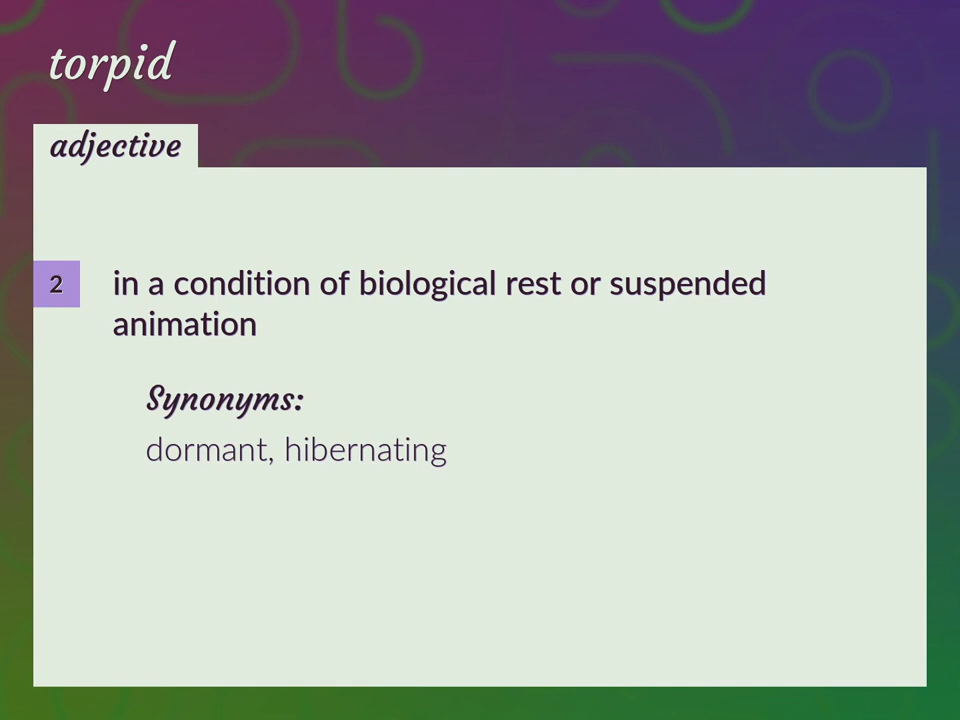 torpid
adjective
2
in a condition of biological rest or suspended
animation
Synonyms:
dormant, hibernating